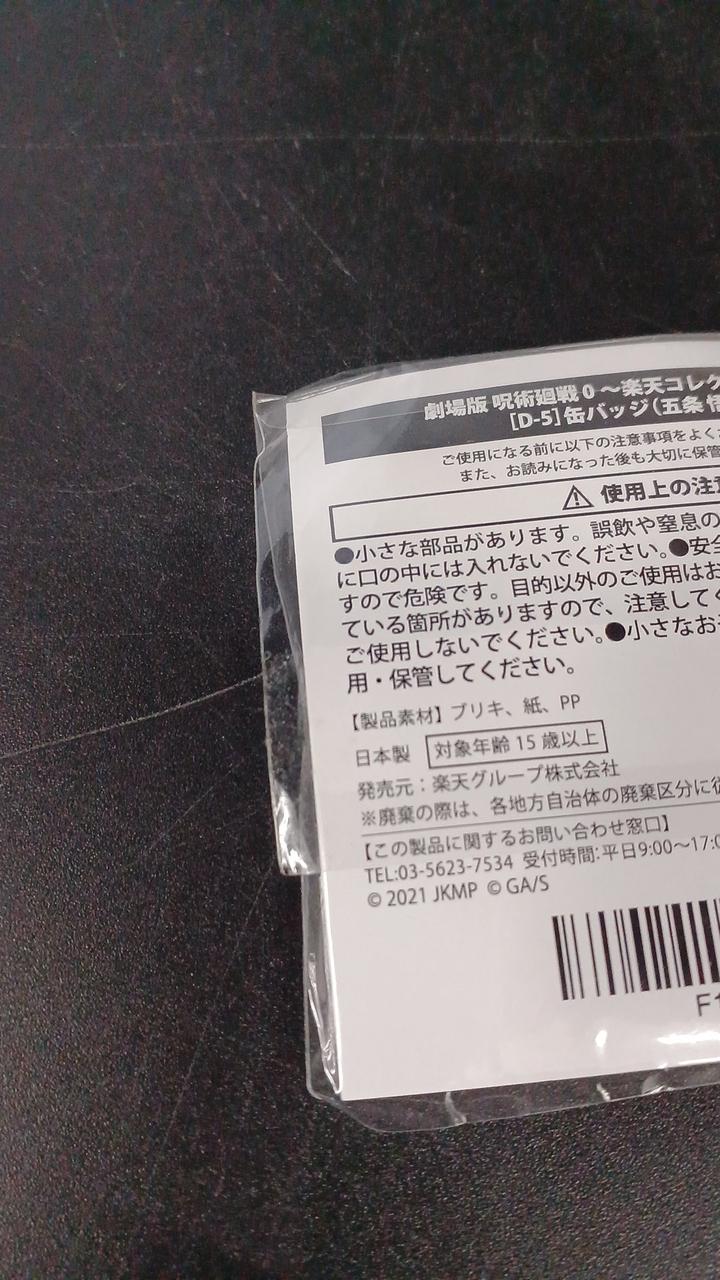 劇場版 呪術廻戦 0 ～楽天コレク
[D-5]缶バッジ(五条 悟
ご使用になる前に以下の注意事項をよく
また、お読みになった後も大切に保管
⚠ 使用上の注意
●小さな部品があります。誤飲や窒息の
に口の中には入れないでください。●安全
すので危険です。目的以外のご使用はお
ている箇所がありますので、注意して
ご使用しないでください。●小さなお
用・保管してください。
【製品素材】ブリキ、紙、PP
日本製 対象年齢 15 歳以上
発売元：楽天グループ株式会社
※廃棄の際は、各地方自治体の廃棄区分に従
【この製品に関するお問い合わせ窓口】
TEL:03-5623-7534 受付時間:平日9:00～17:0
© 2021 JKMP © GA/S